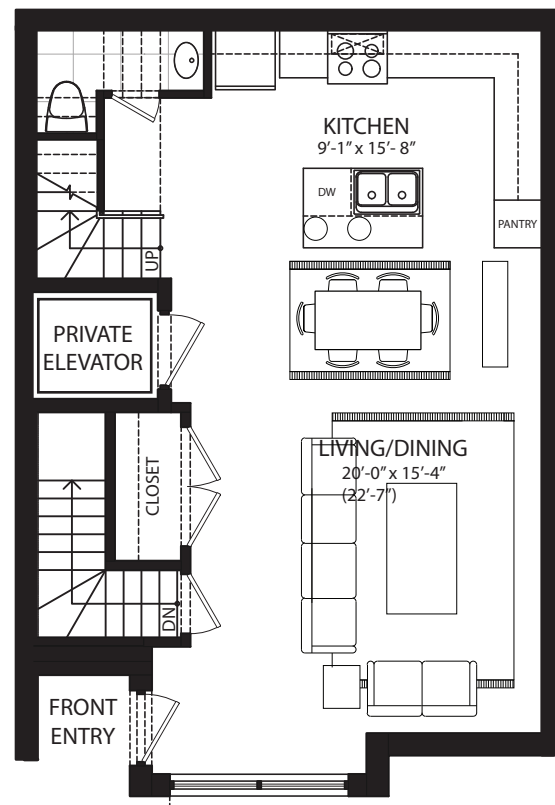 KITCHEN
9'-1" x 15'- 8"
DW
PANTRY
UP
PRIVATE
ELEVATOR
LIVING/DINING
20'-0" x 15'-4"
(22'-7")
CLOSET
DN
FRONT
ENTRY